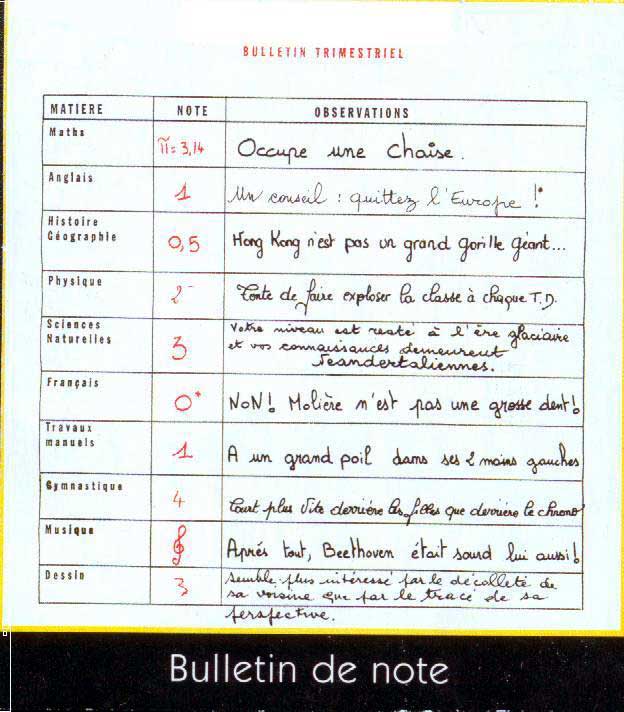 BULLETIN TRIMESTRIEL
MATIERE NOTE OBSERVATIONS
Maths π=3,14 Occupe une chaise.
Anglais 1 Un conseil : quittez l'Europe !
Histoire
Géographie 0,5 Hong Kong n'est pas un grand gorille géant...
Physique 2- Tente de faire exploser la classe à chaque T.D.
Sciences
Naturelles 3 Votre niveau est resté à l'ère glaciaire
et vos connaissances demeurent
Neandertaliennes.
Français 0* NoN! Molière n'est pas une grosse dent!
Travaux
manuels 1 A un grand poil dans ses 2 mains gauches
Gymnastique 4 Court plus vite derrière les filles que derrière le chrono
Musique 𝄞 Après tout, Beethoven était sourd lui aussi!
Dessin 3 Semble plus intéressé par le décolleté de
sa voisine que par le tracé de sa
perspective.
Bulletin de note